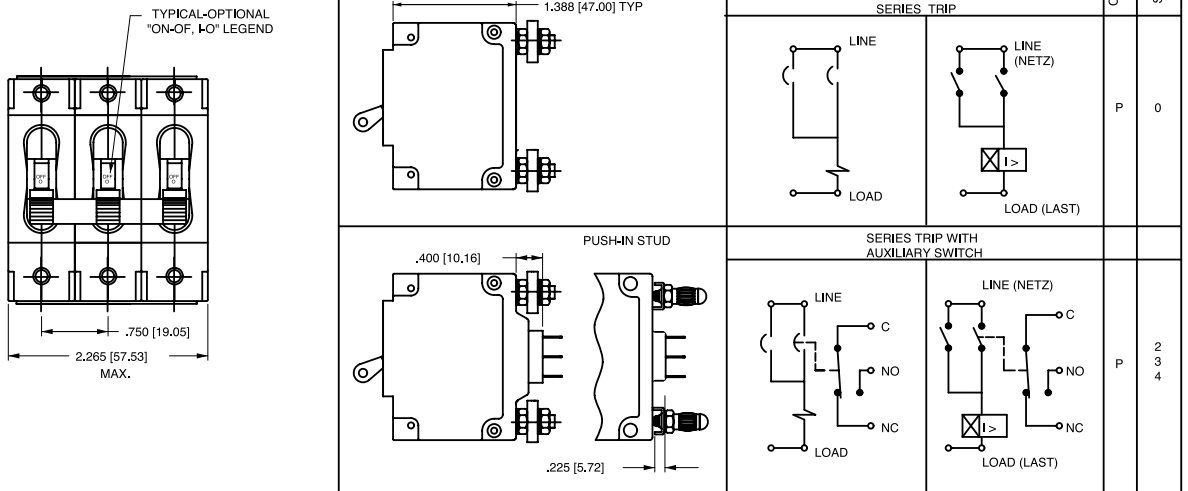 TYPICAL-OPTIONAL
"ON-OF, I-O" LEGEND
OFF
O
OFF
O
OFF
O
.750 [19.05]
2.265 [57.53]
MAX.
1.388 [47.00] TYP
SERIES TRIP
LINE
LOAD
LINE
(NETZ)
I >
LOAD (LAST)
P
0
PUSH-IN STUD
.400 [10.16]
.225 [5.72]
SERIES TRIP WITH
AUXILIARY SWITCH
LINE
C
NO
NC
LOAD
LINE (NETZ)
C
NO
NC
I >
LOAD (LAST)
P
2
3
4